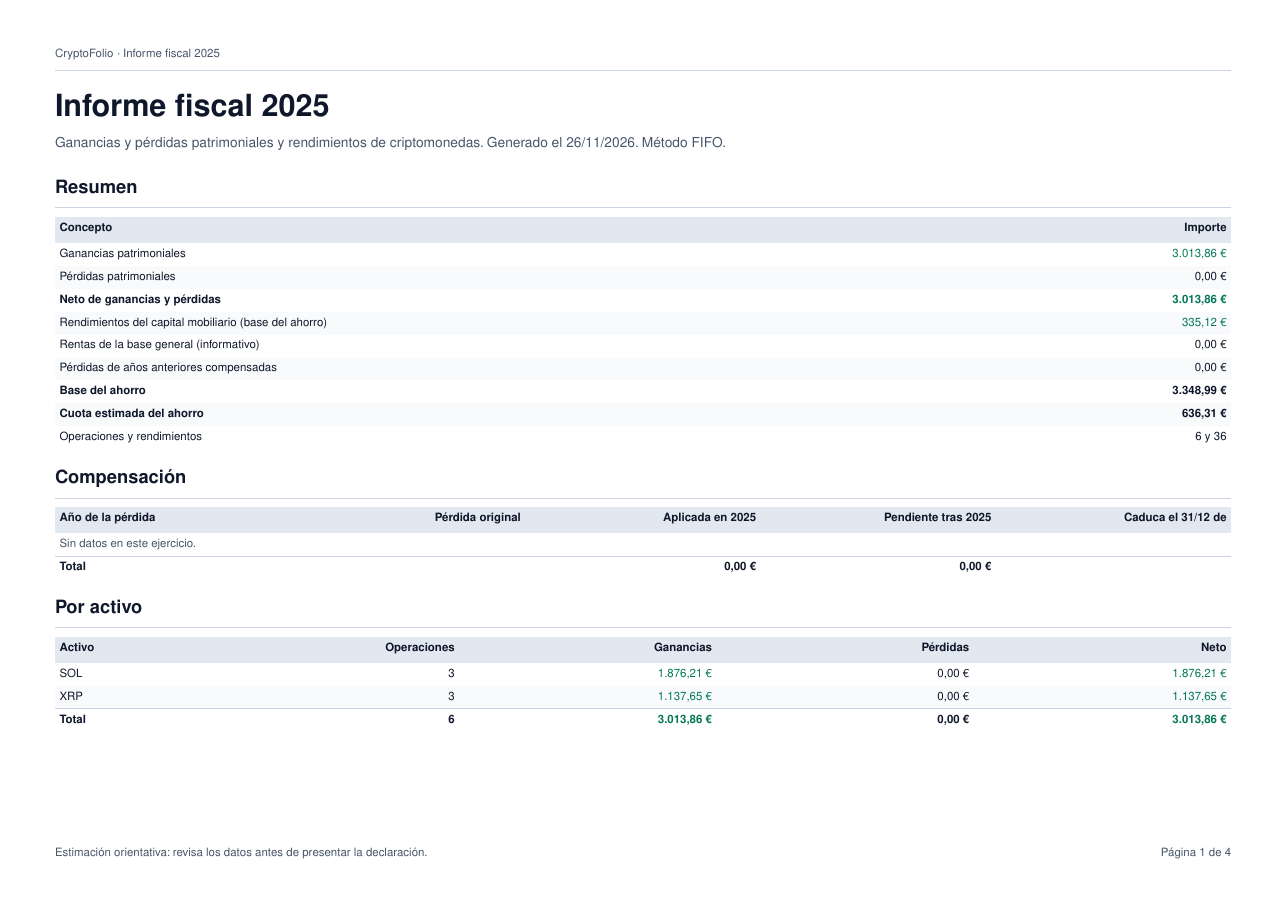 CryptoFolio · Informe fiscal 2025
Informe fiscal 2025
Ganancias y pérdidas patrimoniales y rendimientos de criptomonedas. Generado el 26/11/2026. Método FIFO.
Resumen
Concepto Importe
Ganancias patrimoniales 3.013,86 €
Pérdidas patrimoniales 0,00 €
Neto de ganancias y pérdidas 3.013,86 €
Rendimientos del capital mobiliario (base del ahorro) 335,12 €
Rentas de la base general (informativo) 0,00 €
Pérdidas de años anteriores compensadas 0,00 €
Base del ahorro 3.348,99 €
Cuota estimada del ahorro 636,31 €
Operaciones y rendimientos 6 y 36
Compensación
Año de la pérdida Pérdida original Aplicada en 2025 Pendiente tras 2025 Caduca el 31/12 de
Sin datos en este ejercicio.
Total 0,00 € 0,00 €
Por activo
Activo Operaciones Ganancias Pérdidas Neto
SOL 3 1.876,21 € 0,00 € 1.876,21 €
XRP 3 1.137,65 € 0,00 € 1.137,65 €
Total 6 3.013,86 € 0,00 € 3.013,86 €
Estimación orientativa: revisa los datos antes de presentar la declaración. Página 1 de 4